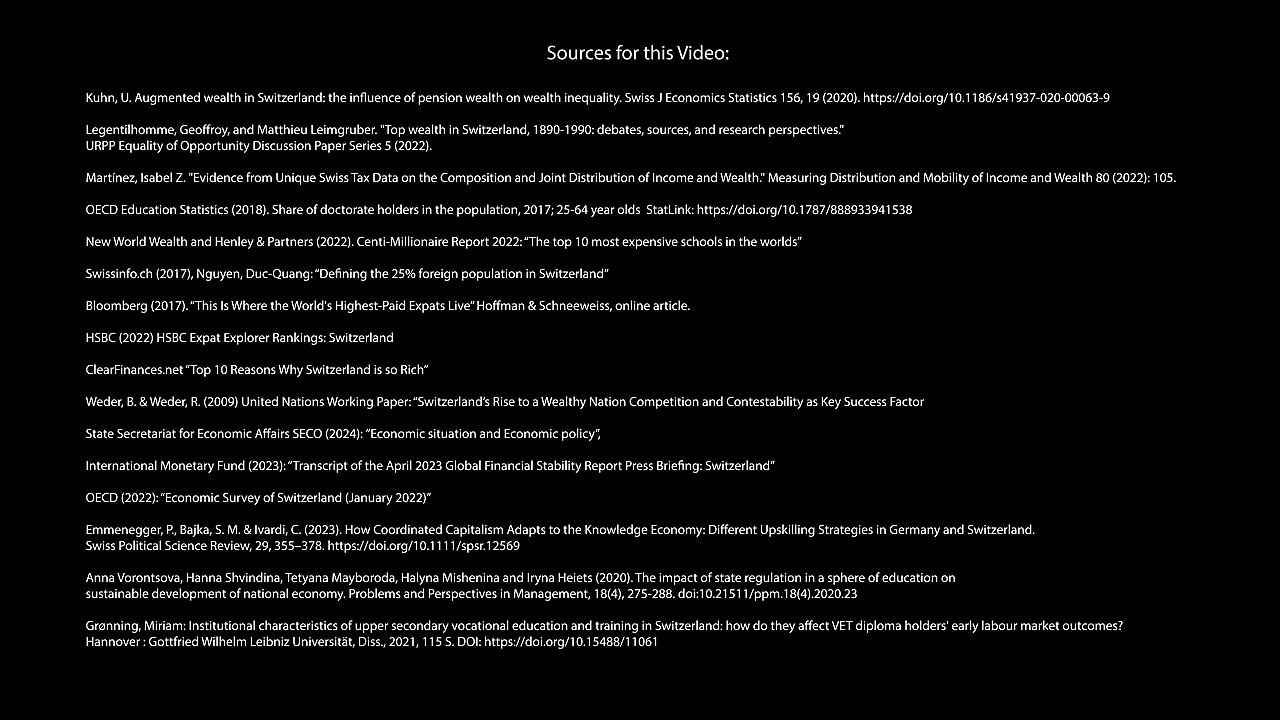 Sources for this Video:
Kuhn, U. Augmented wealth in Switzerland: the influence of pension wealth on wealth inequality. Swiss J Economics Statistics 156, 19 (2020). https://doi.org/10.1186/s41937-020-00063-9
Legentilhomme, Geoffroy, and Matthieu Leimgruber. "Top wealth in Switzerland, 1890-1990: debates, sources, and research perspectives."
URPP Equality of Opportunity Discussion Paper Series 5 (2022).
Martínez, Isabel Z. "Evidence from Unique Swiss Tax Data on the Composition and Joint Distribution of Income and Wealth." Measuring Distribution and Mobility of Income and Wealth 80 (2022): 105.
OECD Education Statistics (2018). Share of doctorate holders in the population, 2017; 25-64 year olds StatLink: https://doi.org/10.1787/888933941538
New World Wealth and Henley & Partners (2022). Centi-Millionaire Report 2022: “The top 10 most expensive schools in the worlds”
Swissinfo.ch (2017), Nguyen, Duc-Quang: “Defining the 25% foreign population in Switzerland”
Bloomberg (2017). “This Is Where the World's Highest-Paid Expats Live” Hoffman & Schneeweiss, online article.
HSBC (2022) HSBC Expat Explorer Rankings: Switzerland
ClearFinances.net “Top 10 Reasons Why Switzerland is so Rich”
Weder, B. & Weder, R. (2009) United Nations Working Paper: “Switzerland’s Rise to a Wealthy Nation Competition and Contestability as Key Success Factor
State Secretariat for Economic Affairs SECO (2024): “Economic situation and Economic policy”,
International Monetary Fund (2023): “Transcript of the April 2023 Global Financial Stability Report Press Briefing: Switzerland”
OECD (2022): “Economic Survey of Switzerland (January 2022)”
Emmenegger, P., Bajka, S. M. & Ivardi, C. (2023). How Coordinated Capitalism Adapts to the Knowledge Economy: Different Upskilling Strategies in Germany and Switzerland.
Swiss Political Science Review, 29, 355–378. https://doi.org/10.1111/spsr.12569
Anna Vorontsova, Hanna Shvindina, Tetyana Mayboroda, Halyna Mishenina and Iryna Heiets (2020). The impact of state regulation in a sphere of education on
sustainable development of national economy. Problems and Perspectives in Management, 18(4), 275-288. doi:10.21511/ppm.18(4).2020.23
Grønning, Miriam: Institutional characteristics of upper secondary vocational education and training in Switzerland: how do they affect VET diploma holders' early labour market outcomes?
Hannover : Gottfried Wilhelm Leibniz Universität, Diss., 2021, 115 S. DOI: https://doi.org/10.15488/11061